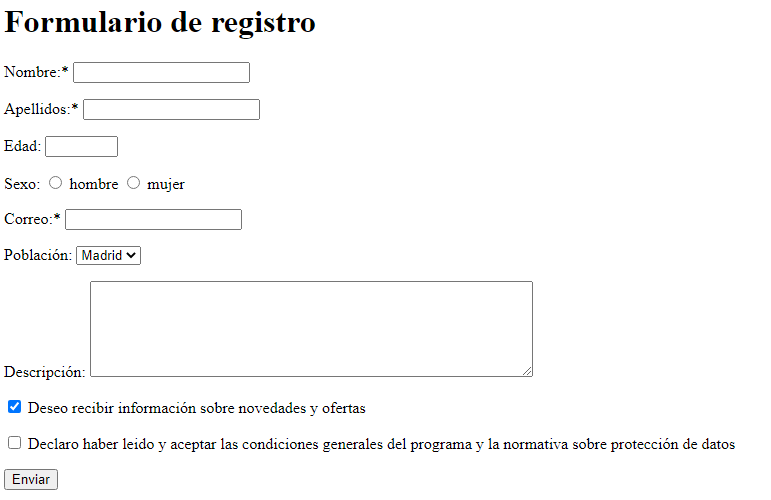 Formulario de registro
Nombre:*
Apellidos:*
Edad:
Sexo: hombre mujer
Correo:*
Población: Madrid
Descripción:
Deseo recibir información sobre novedades y ofertas
Declaro haber leido y aceptar las condiciones generales del programa y la normativa sobre protección de datos
Enviar